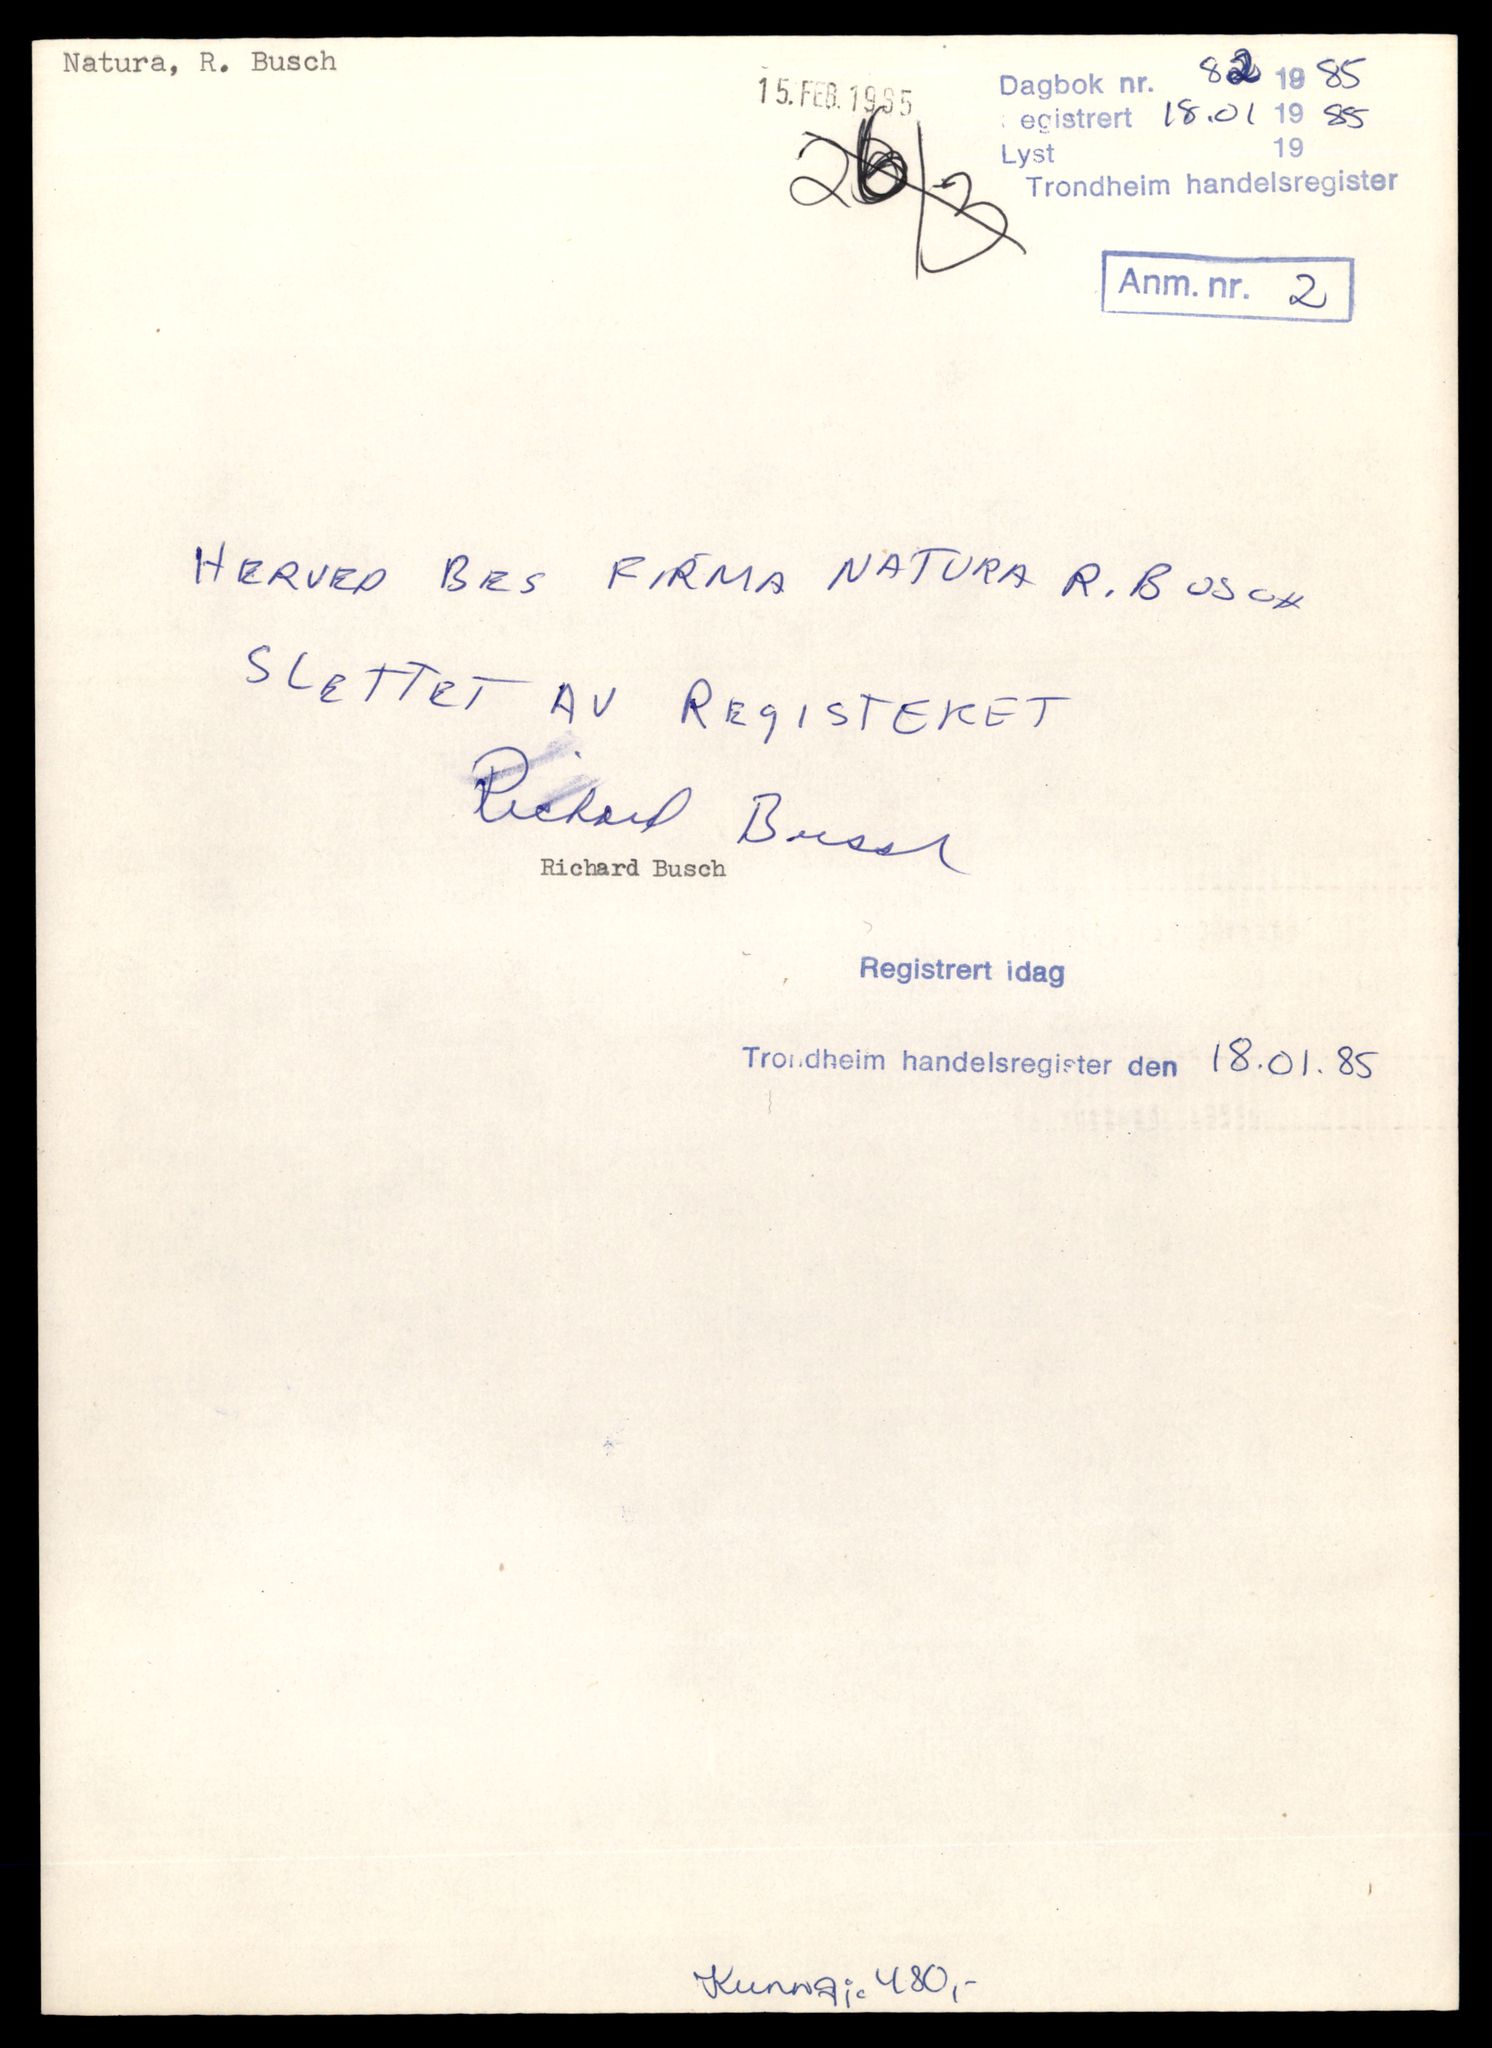 Natura, R. Busch
15. FEB. 1985
Dagbok nr. 82 19 85
egistrert 18.01 19 85
Lyst 19
Trondheim handelsregister
26/3
Anm. nr. 2
HERVED BES FIRMA NATURA R. BUSCH
SLETTET AV REGISTERET
Richard Busch
Richard Busch
Registrert idag
Trondheim handelsregister den 18.01.85
480,-